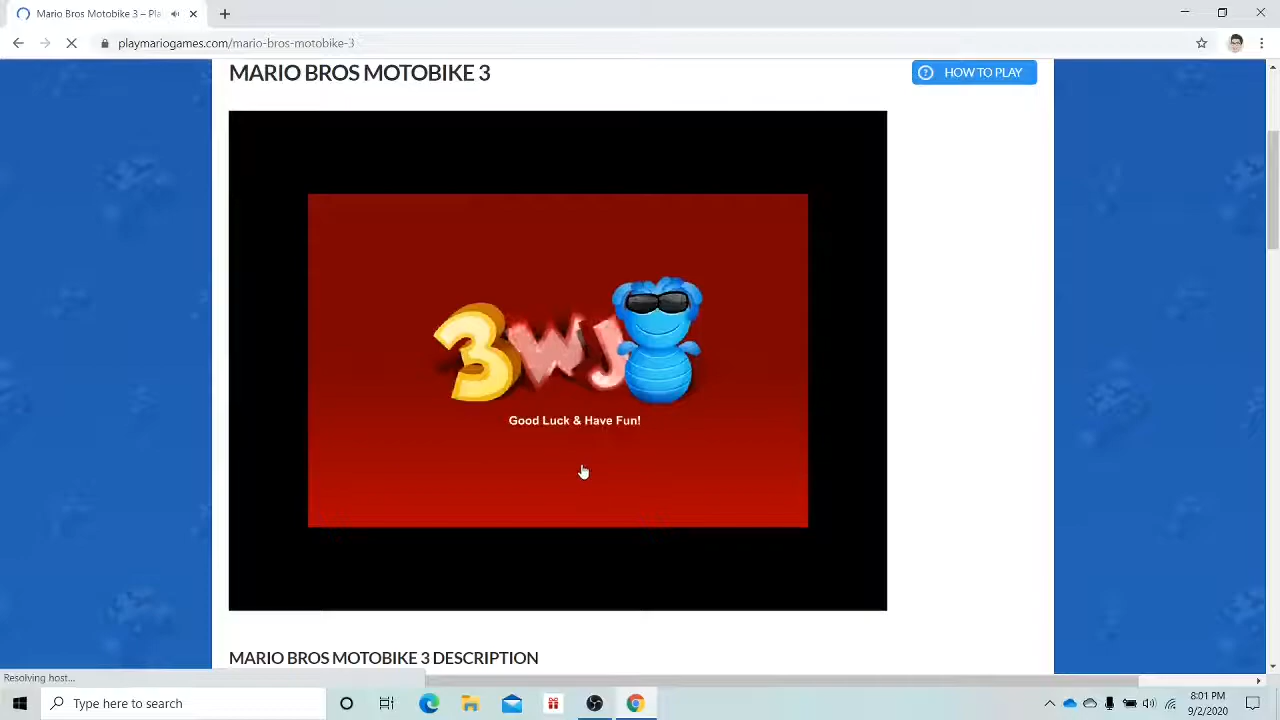 Mario Bros Motobike 3 – Pla
playmariogames.com/mario-bros-motobike-3
MARIO BROS MOTOBIKE 3
? HOW TO PLAY
3WJ
Good Luck & Have Fun!
MARIO BROS MOTOBIKE 3 DESCRIPTION
Resolving host...
Type here to search
8:01 PM
9/2/2020